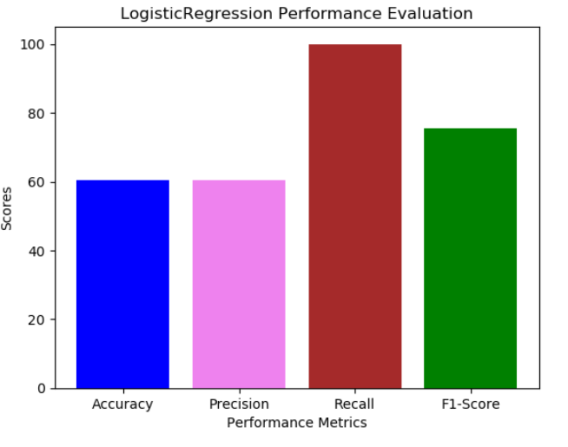 LogisticRegression Performance Evaluation
100
80
60
40
20
0
Scores
Accuracy Precision Recall F1-Score
Performance Metrics